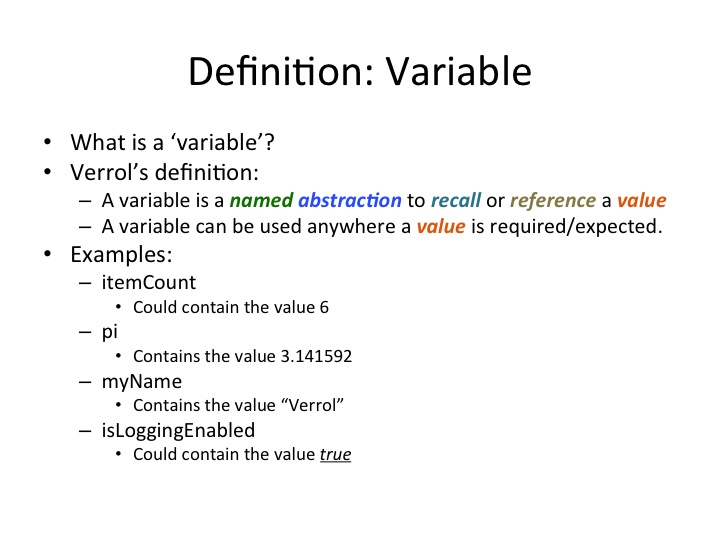 Definition: Variable
• What is a ‘variable’?
• Verrol’s definition:
– A variable is a named abstraction to recall or reference a value
– A variable can be used anywhere a value is required/expected.
• Examples:
– itemCount
• Could contain the value 6
– pi
• Contains the value 3.141592
– myName
• Contains the value “Verrol”
– isLoggingEnabled
• Could contain the value true